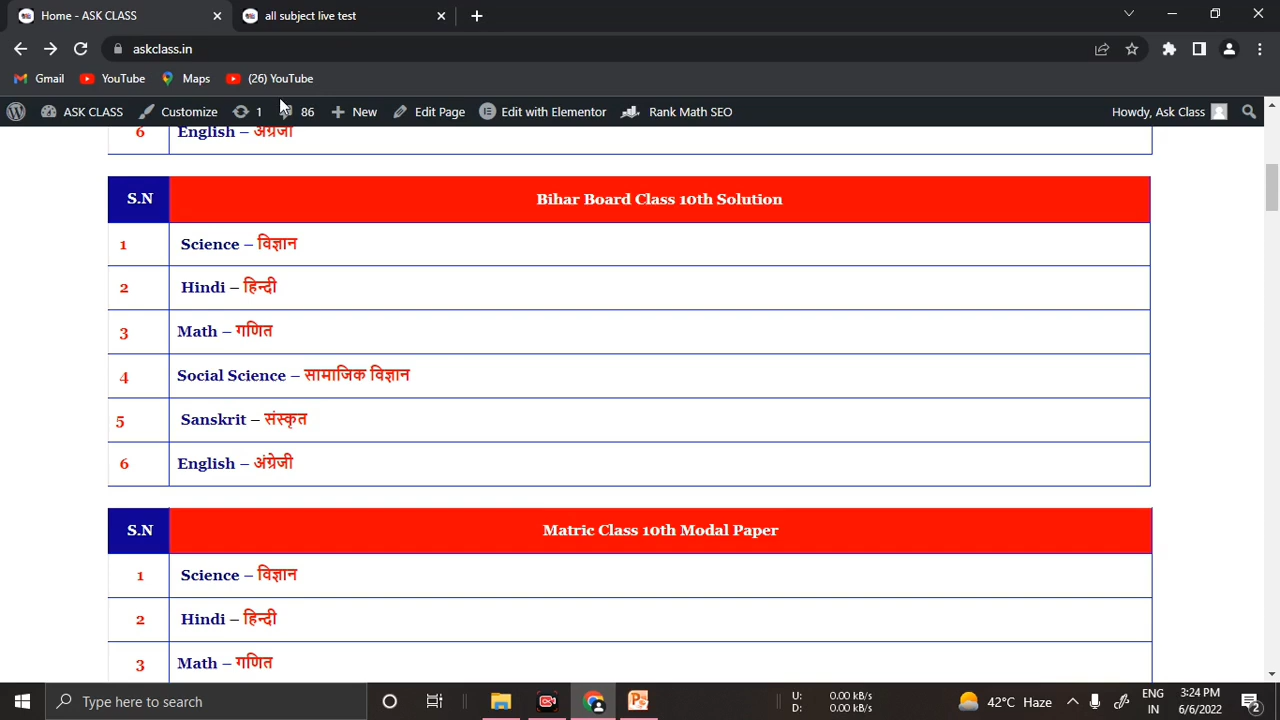 Home - ASK CLASS
all subject live test
askclass.in
Gmail
YouTube
Maps
(26) YouTube
ASK CLASS
Customize
1
86
New
Edit Page
Edit with Elementor
Rank Math SEO
Howdy, Ask Class
6 English – अंग्रेजी
S.N Bihar Board Class 10th Solution
1 Science – विज्ञान
2 Hindi – हिन्दी
3 Math – गणित
4 Social Science – सामाजिक विज्ञान
5 Sanskrit – संस्कृत
6 English – अंग्रेजी
S.N Matric Class 10th Modal Paper
1 Science – विज्ञान
2 Hindi – हिन्दी
3 Math – गणित
Type here to search
U: 0.00 kB/s
D: 0.00 kB/s
42°C Haze
ENG
IN
3:24 PM
6/6/2022
2